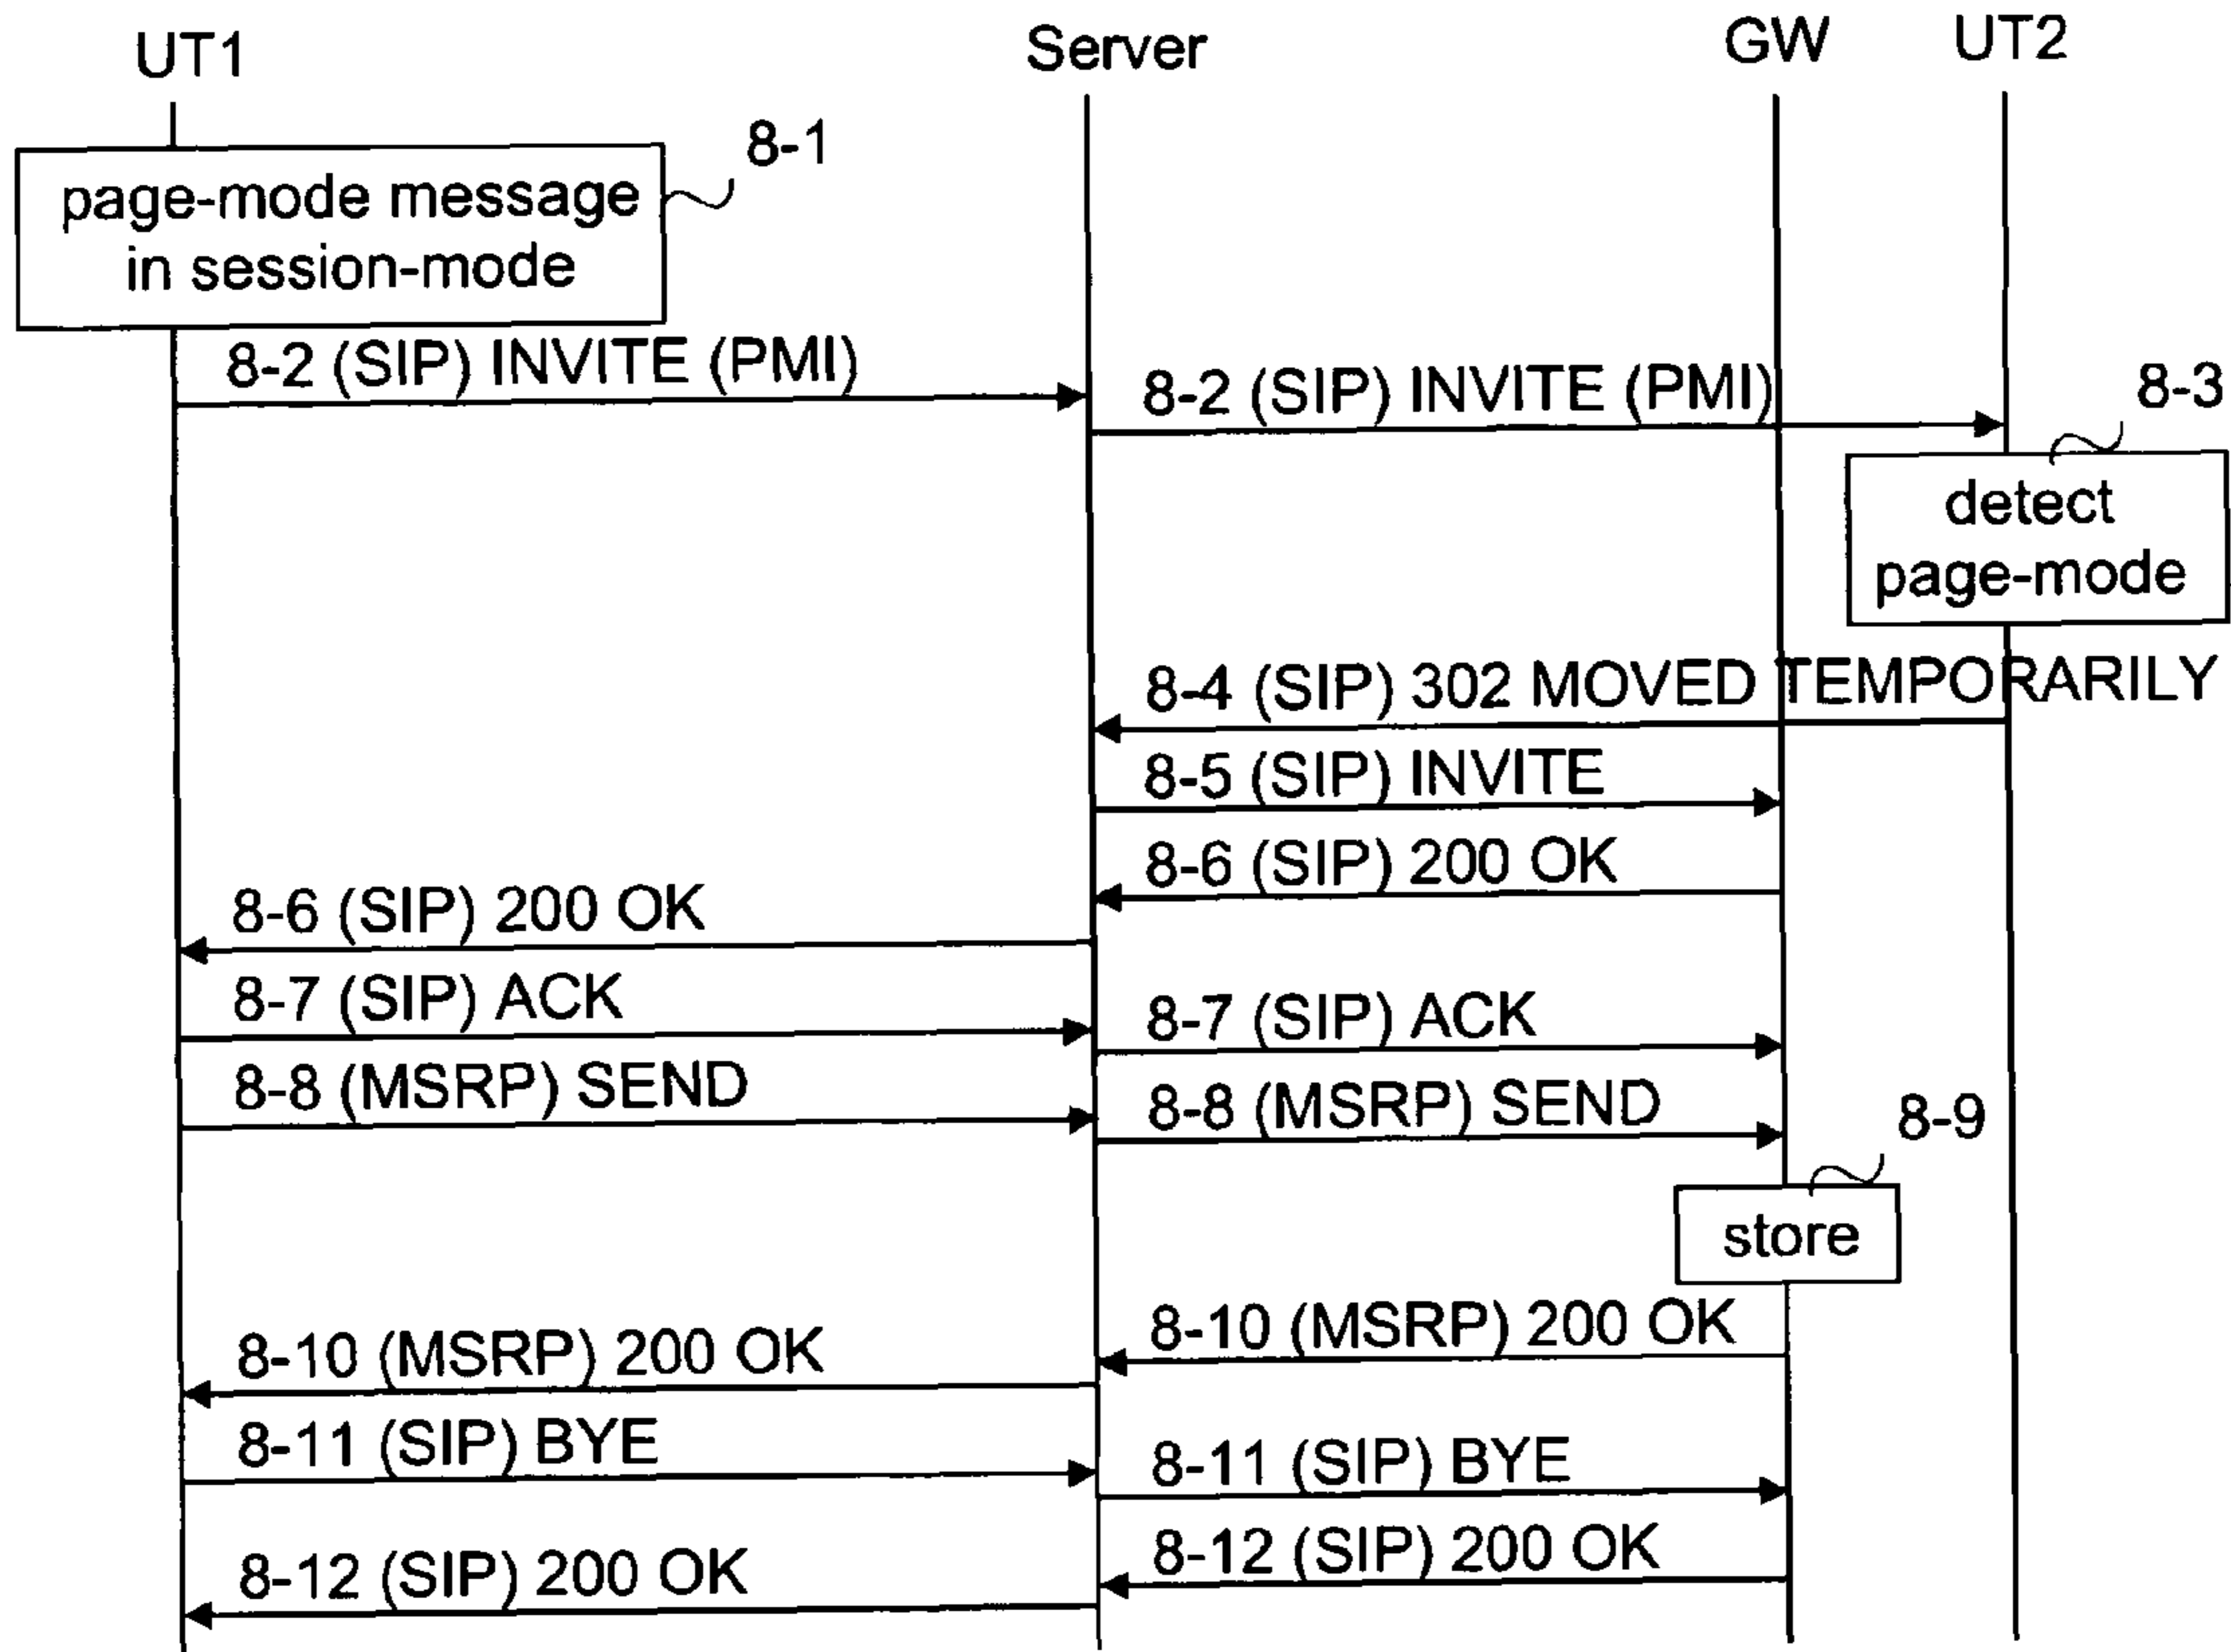 UT1 Server GW UT2
8-1
page-mode message
in session-mode
8-2 (SIP) INVITE (PMI)
8-2 (SIP) INVITE (PMI)
8-3
detect
page-mode
8-4 (SIP) 302 MOVED TEMPORARILY
8-5 (SIP) INVITE
8-6 (SIP) 200 OK
8-6 (SIP) 200 OK
8-7 (SIP) ACK
8-7 (SIP) ACK
8-8 (MSRP) SEND
8-8 (MSRP) SEND
8-9
store
8-10 (MSRP) 200 OK
8-10 (MSRP) 200 OK
8-11 (SIP) BYE
8-11 (SIP) BYE
8-12 (SIP) 200 OK
8-12 (SIP) 200 OK